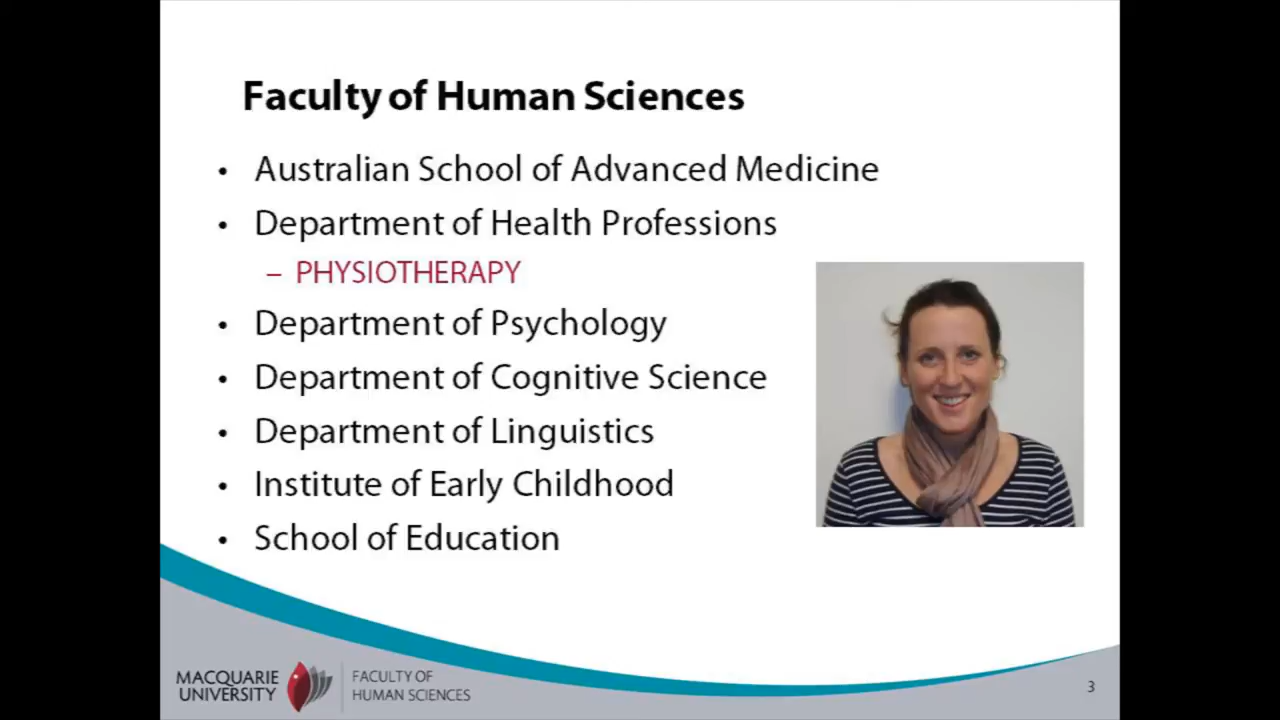 Faculty of Human Sciences
• Australian School of Advanced Medicine
• Department of Health Professions
– PHYSIOTHERAPY
• Department of Psychology
• Department of Cognitive Science
• Department of Linguistics
• Institute of Early Childhood
• School of Education
MACQUARIE
UNIVERSITY
FACULTY OF
HUMAN SCIENCES
3